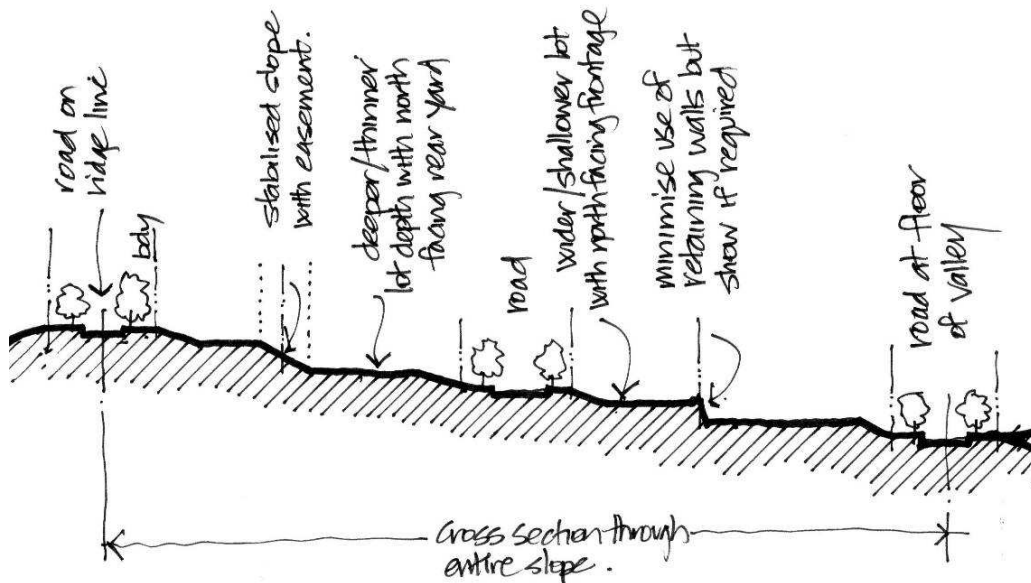 road on
ridge line
bdy
stabilised slope
with easement.
deeper/thinner
lot depth with north
facing rear yard
road
wider/shallower lot
with north facing frontage
minimise use of
retaining walls but
show if required
road at floor
of valley
cross section through
entire slope.